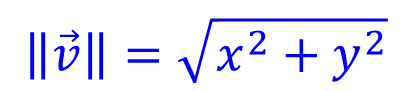 ‖v⃗‖ = √(x² + y²)